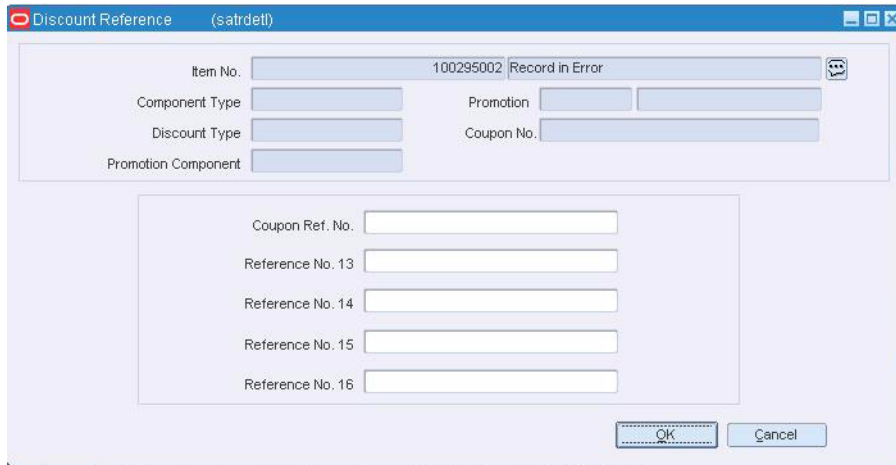 Discount Reference (satrdetl)
Item No. 100295002 Record in Error
Component Type Promotion
Discount Type Coupon No.
Promotion Component
Coupon Ref. No.
Reference No. 13
Reference No. 14
Reference No. 15
Reference No. 16
OK Cancel